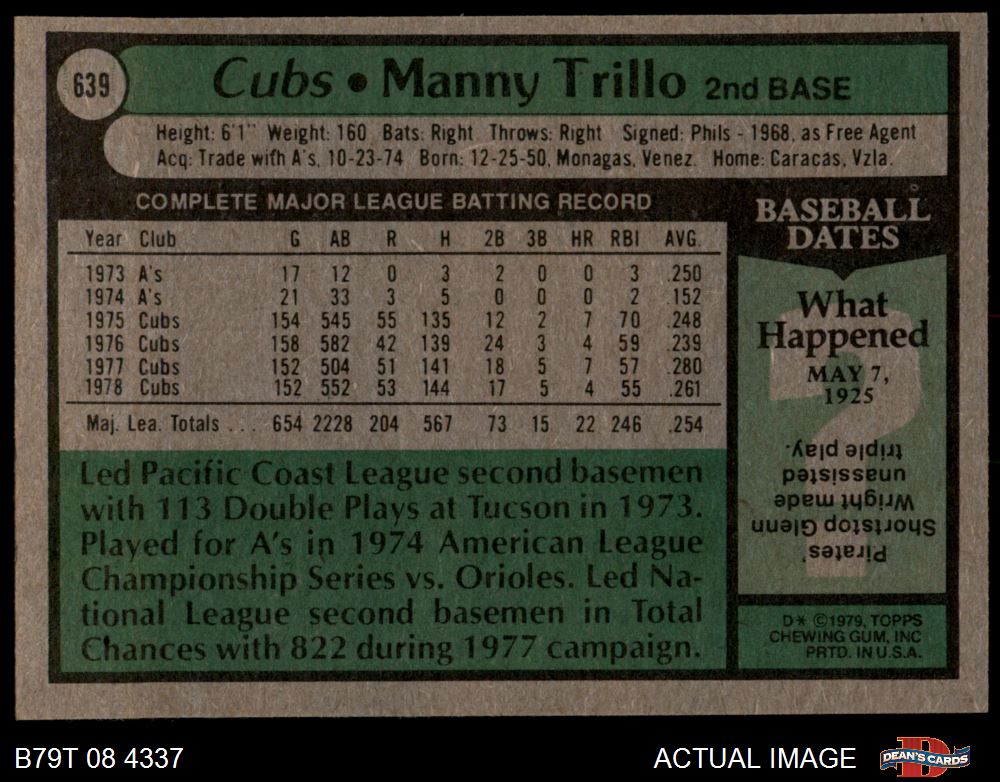 639
Cubs • Manny Trillo 2nd BASE
Height: 6'1" Weight: 160 Bats: Right Throws: Right Signed: Phils - 1968, as Free Agent
Acq: Trade with A's, 10-23-74 Born: 12-25-50, Monagas, Venez. Home: Caracas, Vzla.
COMPLETE MAJOR LEAGUE BATTING RECORD
Year Club G AB R H 2B 3B HR RBI AVG.
1973 A's 17 12 0 3 2 0 0 3 .250
1974 A's 21 33 3 5 0 0 0 2 .152
1975 Cubs 154 545 55 135 12 2 7 70 .248
1976 Cubs 158 582 42 139 24 3 4 59 .239
1977 Cubs 152 504 51 141 18 5 7 57 .280
1978 Cubs 152 552 53 144 17 5 4 55 .261
Maj. Lea. Totals . . . 654 2228 204 567 73 15 22 246 .254
Led Pacific Coast League second basemen
with 113 Double Plays at Tucson in 1973.
Played for A's in 1974 American League
Championship Series vs. Orioles. Led Na-
tional League second basemen in Total
Chances with 822 during 1977 campaign.
BASEBALL
DATES
What
Happened
MAY 7,
1925
Pirates'
Shortstop Glenn
Wright made
unassisted
triple play.
D* ©1979, TOPPS
CHEWING GUM, INC
PRTD. IN U.S.A.
B79T 08 4337
ACTUAL IMAGE
DEAN'S CARDS